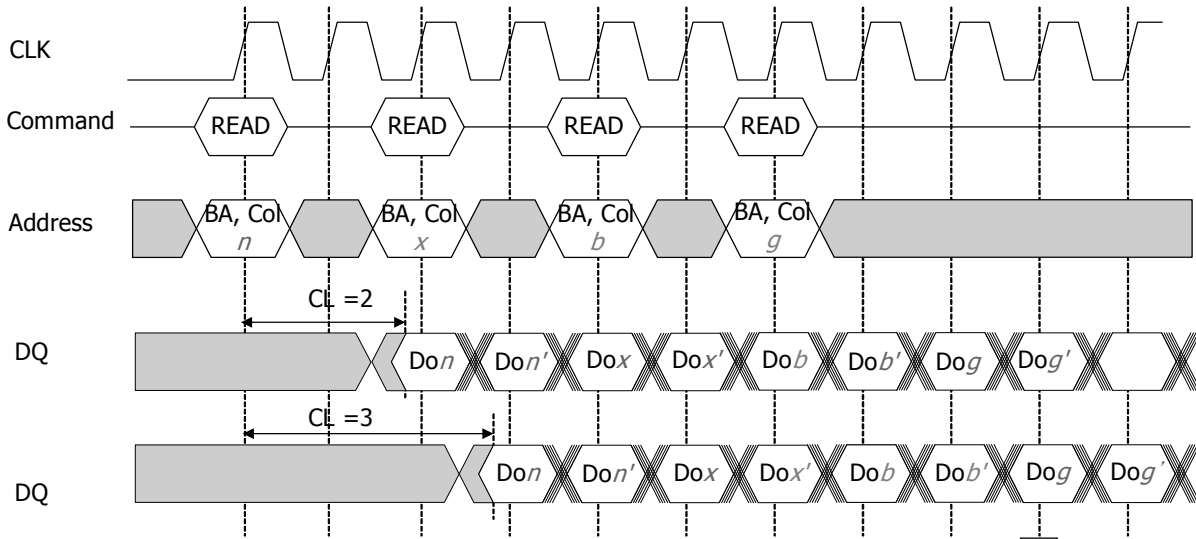 CLK
Command READ READ READ READ
Address BA, Col BA, Col BA, Col BA, Col
n x b g
CL =2
DQ Don Don' Dox Dox' Dob Dob' Dog Dog'
CL =3
DQ Don Don' Dox Dox' Dob Dob' Dog Dog'